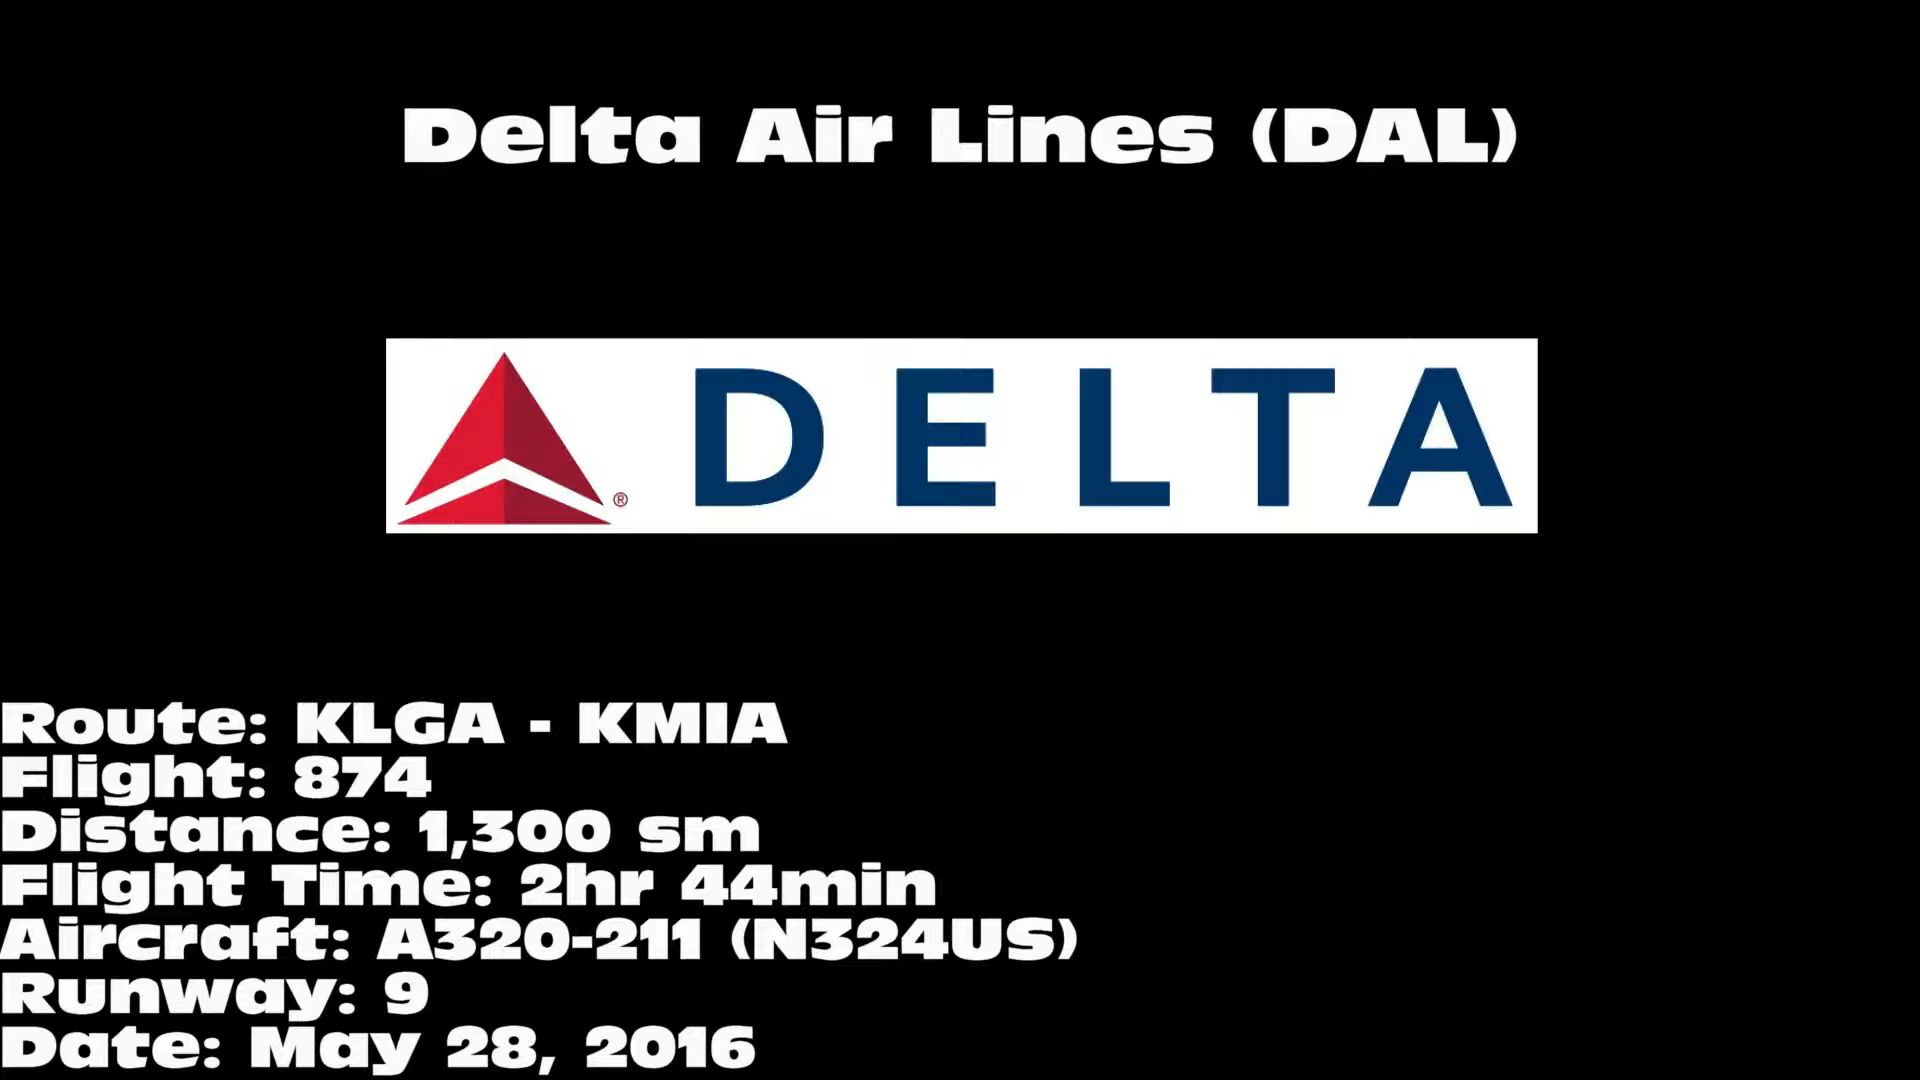 Delta Air Lines (DAL)
® DELTA
Route: KLGA - KMIA
Flight: 874
Distance: 1,300 sm
Flight Time: 2hr 44min
Aircraft: A320-211 (N324US)
Runway: 9
Date: May 28, 2016